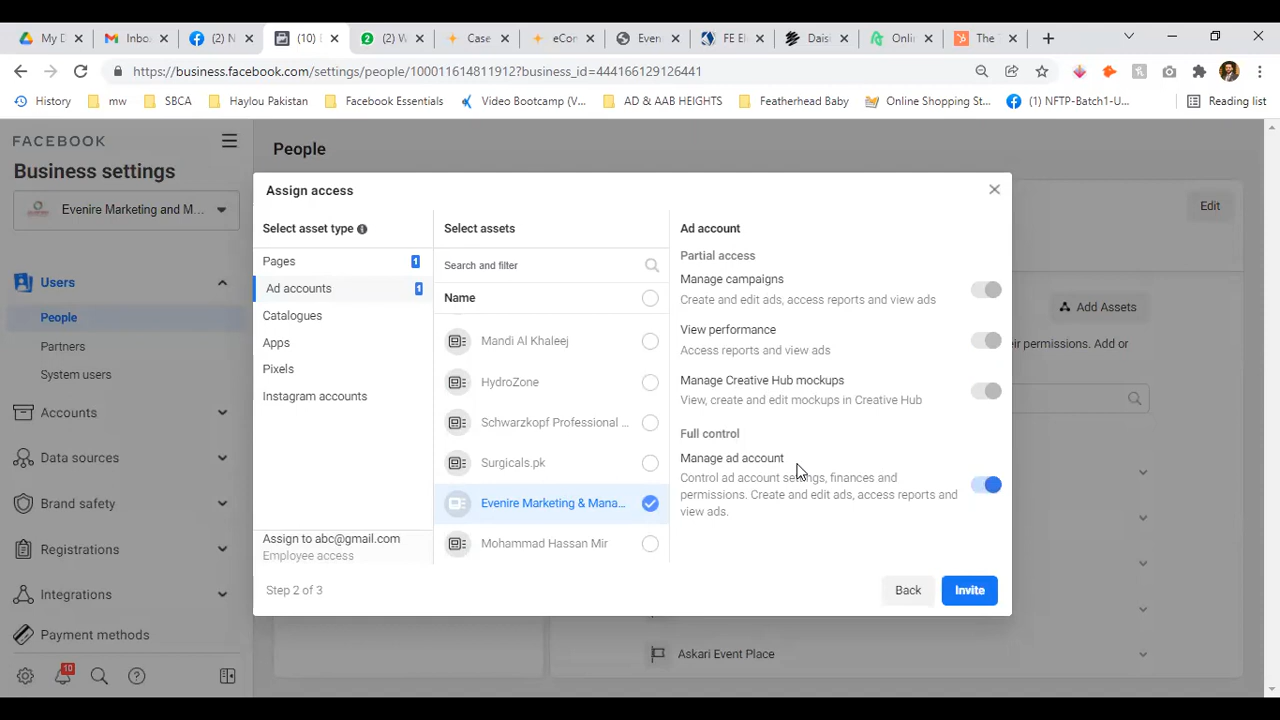 My D
Inbo
(2) N
(10)
(2) W
Case
eCon
Even
FE El
Daisi
Onli
The
https://business.facebook.com/settings/people/100011614811912?business_id=444166129126441
History
mw
SBCA
Haylou Pakistan
Facebook Essentials
Video Bootcamp (V...
AD & AAB HEIGHTS
Featherhead Baby
Online Shopping St...
(1) NFTP-Batch1-U...
Reading list
FACEBOOK
Business settings
Evenire Marketing and M...
Users
People
Partners
System users
Accounts
Data sources
Brand safety
Registrations
Integrations
Payment methods
10
People
Edit
Add Assets
eir permissions. Add or
Askari Event Place
Assign access
Select asset type
Pages 1
Ad accounts 1
Catalogues
Apps
Pixels
Instagram accounts
Assign to abc@gmail.com
Employee access
Select assets
Search and filter
Name
Mandi Al Khaleej
HydroZone
Schwarzkopf Professional ...
Surgicals.pk
Evenire Marketing & Mana...
Mohammad Hassan Mir
Ad account
Partial access
Manage campaigns
Create and edit ads, access reports and view ads
View performance
Access reports and view ads
Manage Creative Hub mockups
View, create and edit mockups in Creative Hub
Full control
Manage ad account
Control ad account settings, finances and
permissions. Create and edit ads, access reports and
view ads.
Step 2 of 3
Back
Invite